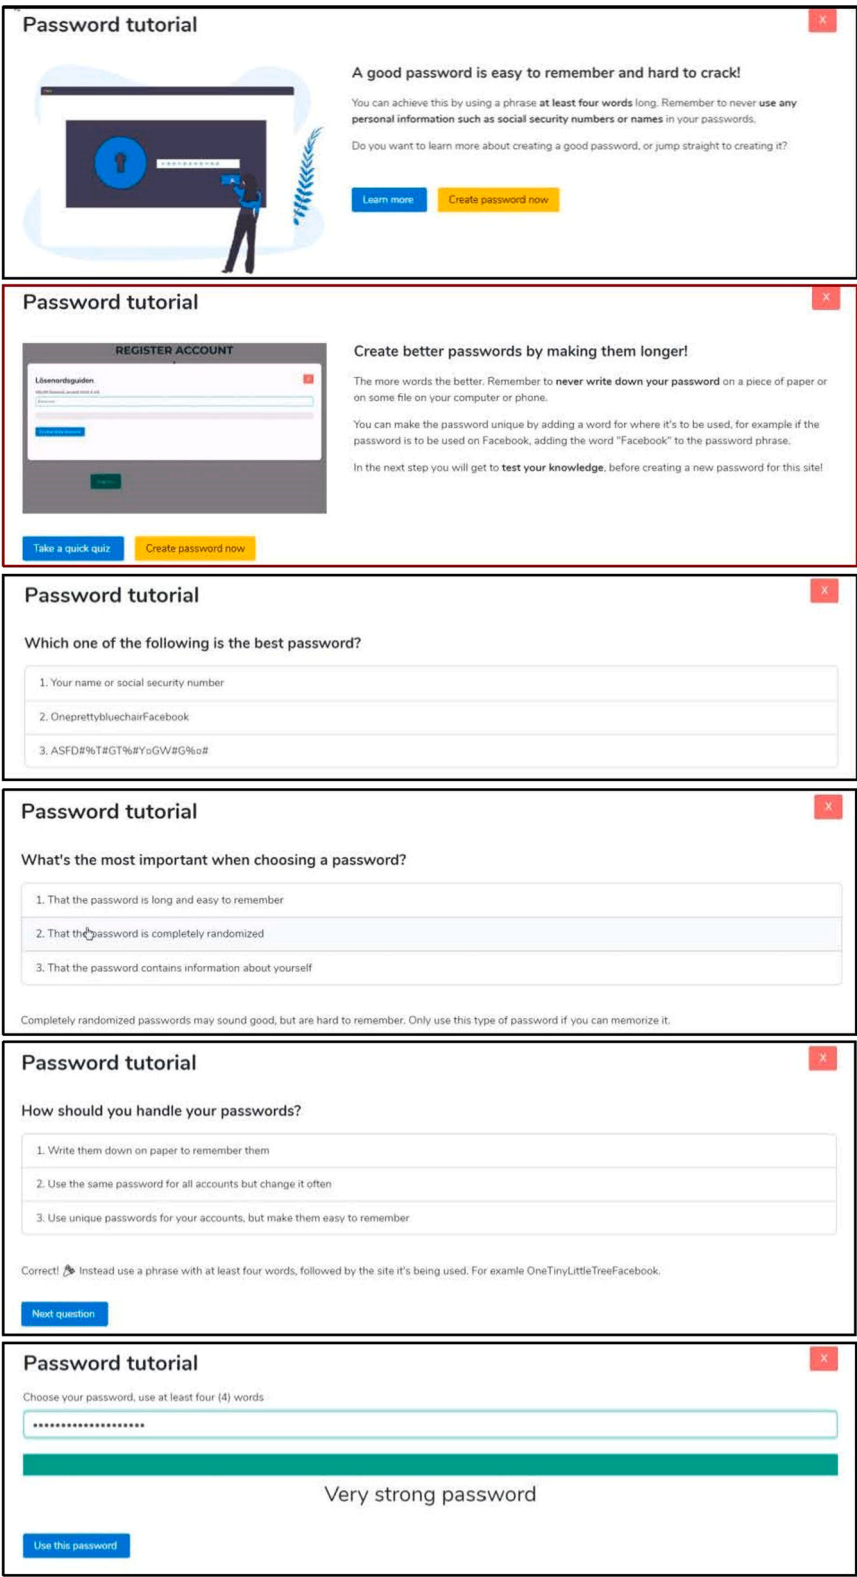 Password tutorial
X
A good password is easy to remember and hard to crack!
You can achieve this by using a phrase at least four words long. Remember to never use any
personal information such as social security numbers or names in your passwords.
Do you want to learn more about creating a good password, or jump straight to creating it?
Learn more
Create password now
Password tutorial
X
REGISTER ACCOUNT
Lösenordsguiden
Create better passwords by making them longer!
The more words the better. Remember to never write down your password on a piece of paper or
on some file on your computer or phone.
You can make the password unique by adding a word for where it's to be used, for example if the
password is to be used on Facebook, adding the word "Facebook" to the password phrase.
In the next step you will get to test your knowledge, before creating a new password for this site!
Take a quick quiz
Create password now
Password tutorial
X
Which one of the following is the best password?
1. Your name or social security number
2. OneprettybluechairFacebook
3. ASFD#%T#GT%#YoGW#G%o#
Password tutorial
X
What's the most important when choosing a password?
1. That the password is long and easy to remember
2. That the password is completely randomized
3. That the password contains information about yourself
Completely randomized passwords may sound good, but are hard to remember. Only use this type of password if you can memorize it.
Password tutorial
X
How should you handle your passwords?
1. Write them down on paper to remember them
2. Use the same password for all accounts but change it often
3. Use unique passwords for your accounts, but make them easy to remember
Correct! 🎉 Instead use a phrase with at least four words, followed by the site it's being used. For examle OneTinyLittleTreeFacebook.
Next question
Password tutorial
X
Choose your password, use at least four (4) words
Very strong password
Use this password